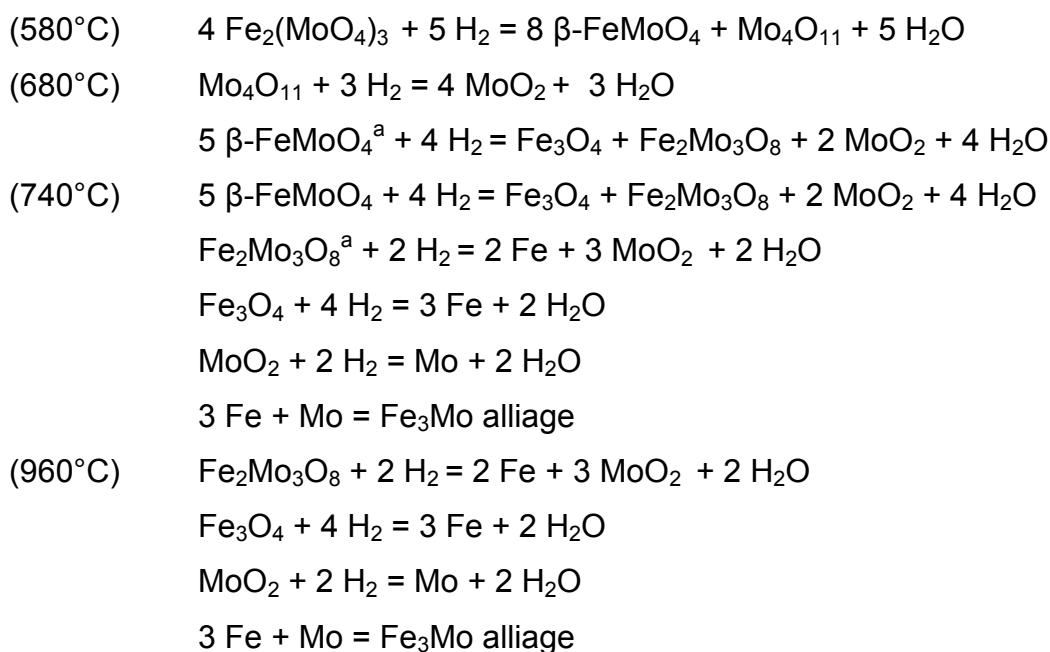 (580°C) 4 Fe₂(MoO₄)₃ + 5 H₂ = 8 β-FeMoO₄ + Mo₄O₁₁ + 5 H₂O
(680°C) Mo₄O₁₁ + 3 H₂ = 4 MoO₂ + 3 H₂O
5 β-FeMoO₄ᵃ + 4 H₂ = Fe₃O₄ + Fe₂Mo₃O₈ + 2 MoO₂ + 4 H₂O
(740°C) 5 β-FeMoO₄ + 4 H₂ = Fe₃O₄ + Fe₂Mo₃O₈ + 2 MoO₂ + 4 H₂O
Fe₂Mo₃O₈ᵃ + 2 H₂ = 2 Fe + 3 MoO₂ + 2 H₂O
Fe₃O₄ + 4 H₂ = 3 Fe + 2 H₂O
MoO₂ + 2 H₂ = Mo + 2 H₂O
3 Fe + Mo = Fe₃Mo alliage
(960°C) Fe₂Mo₃O₈ + 2 H₂ = 2 Fe + 3 MoO₂ + 2 H₂O
Fe₃O₄ + 4 H₂ = 3 Fe + 2 H₂O
MoO₂ + 2 H₂ = Mo + 2 H₂O
3 Fe + Mo = Fe₃Mo alliage